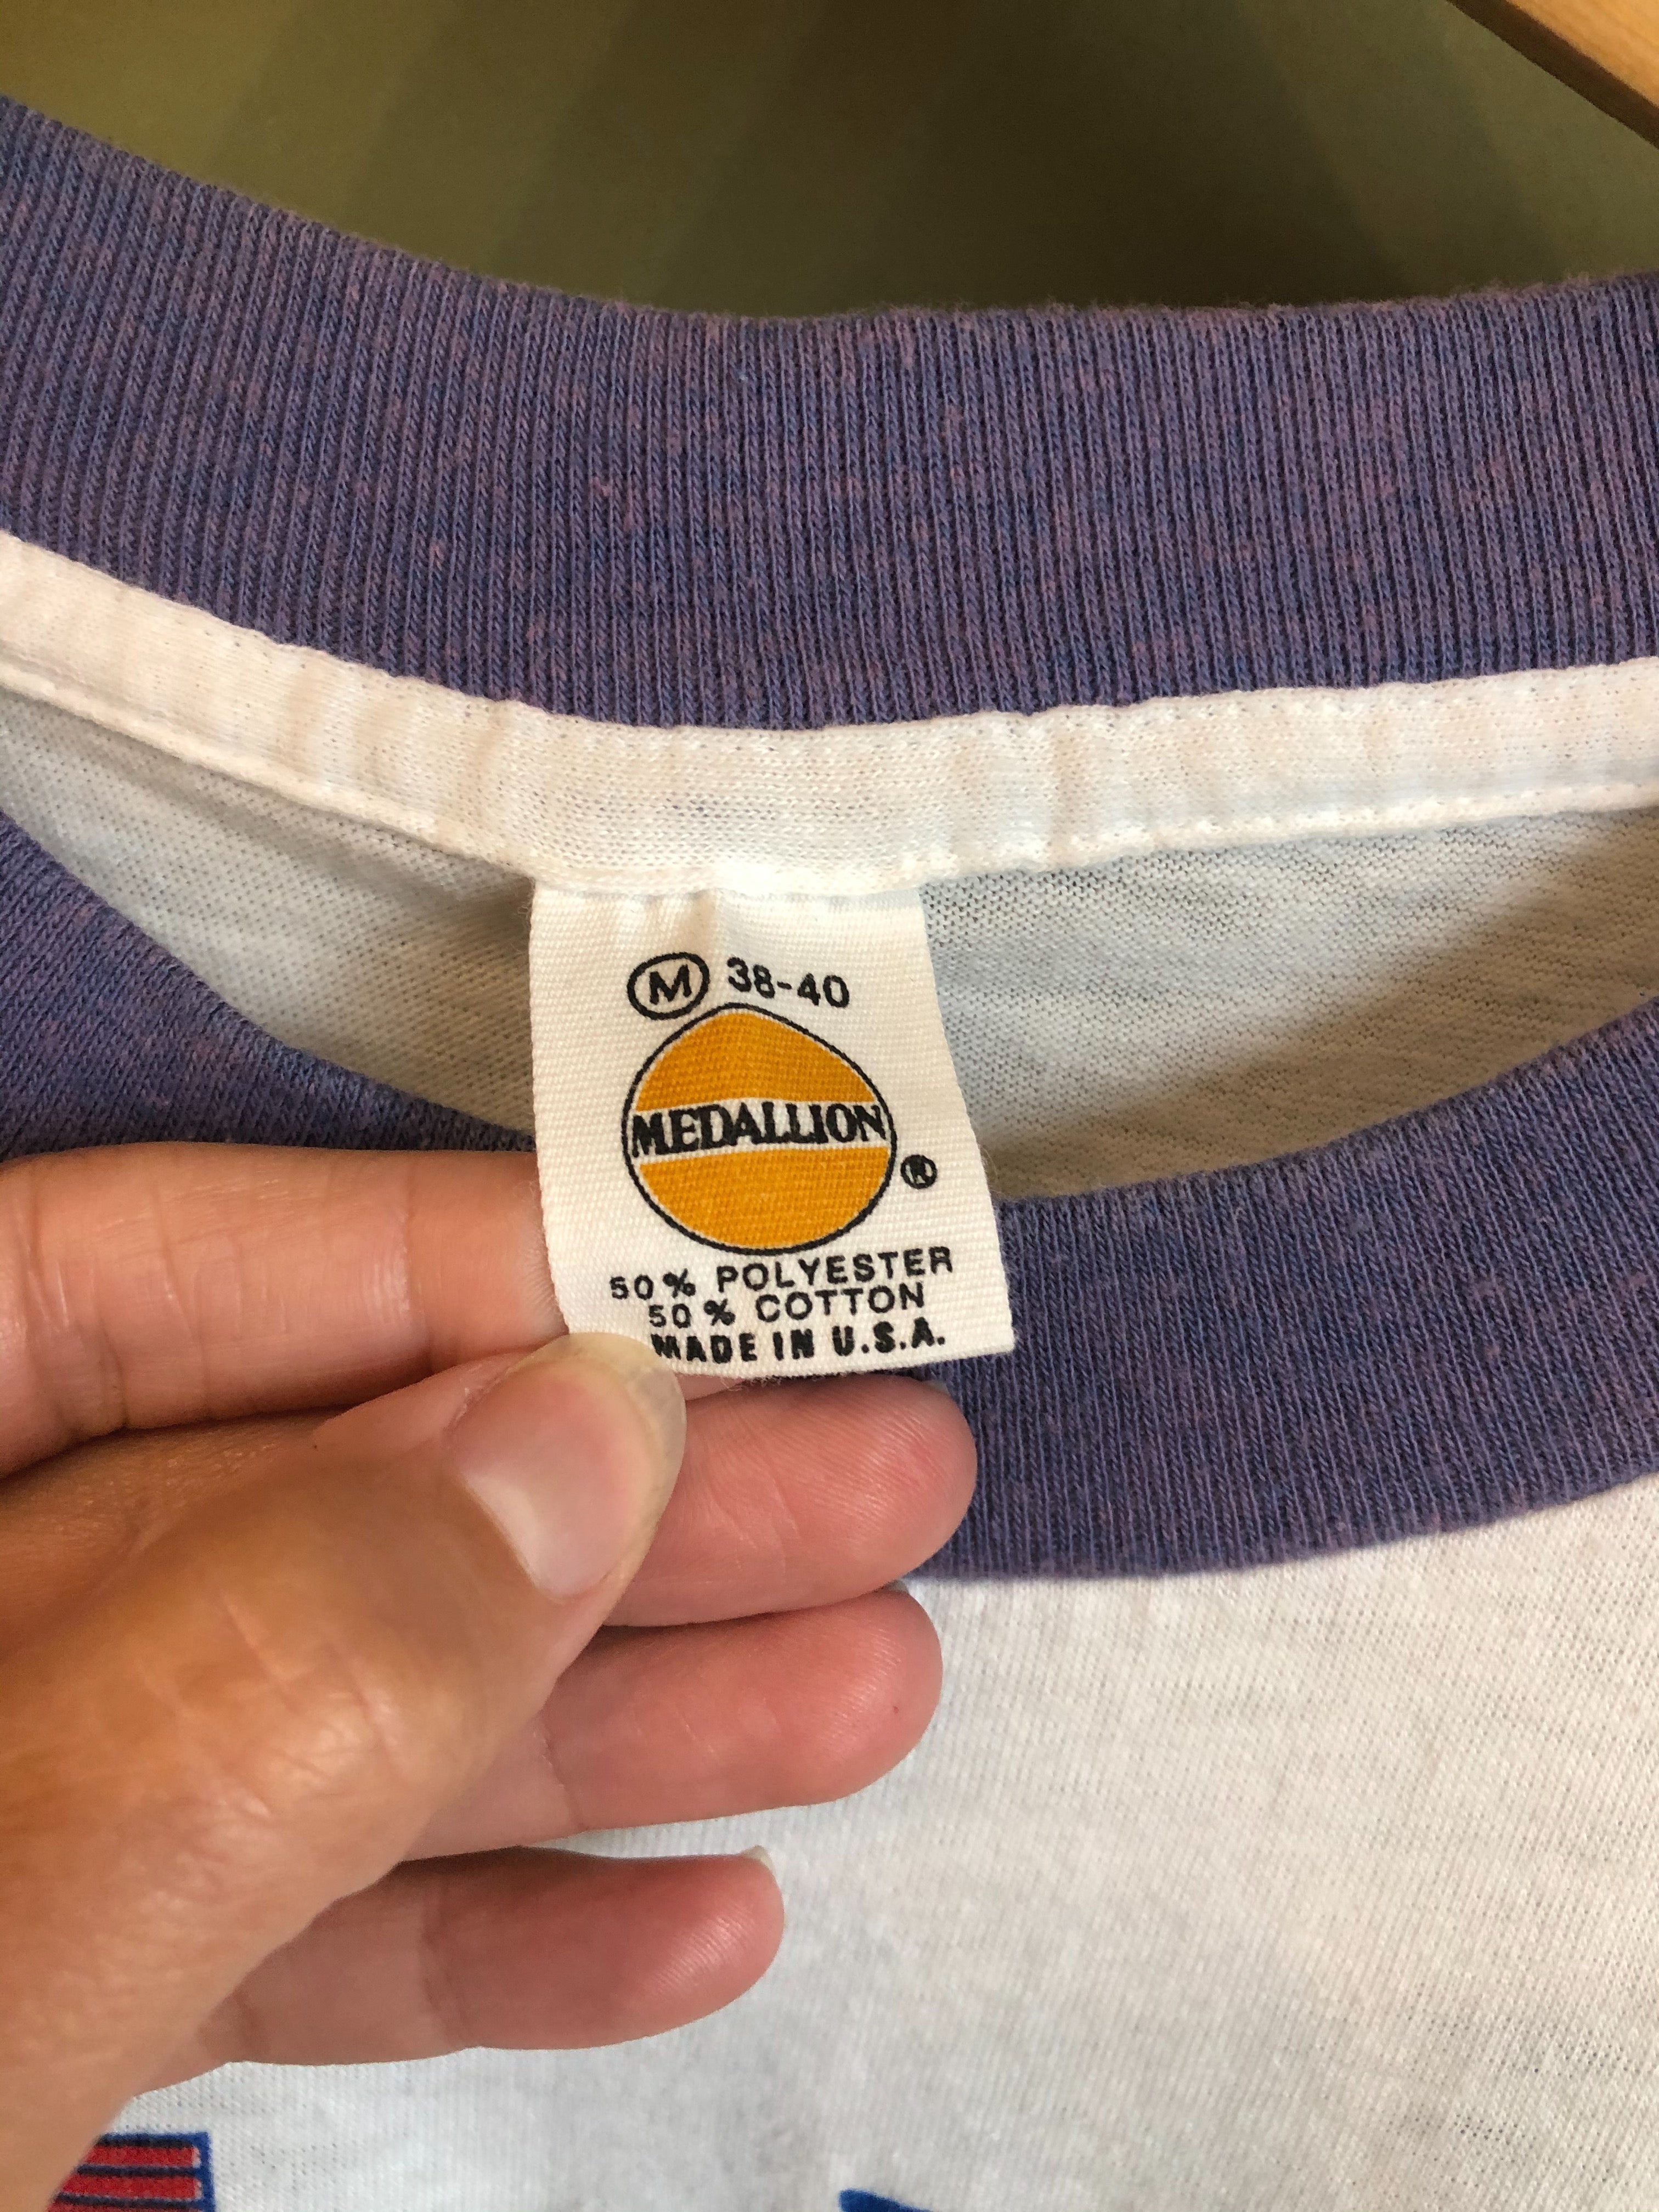 M 38-40
MEDALLION
®
50% POLYESTER
50% COTTON
MADE IN U.S.A.